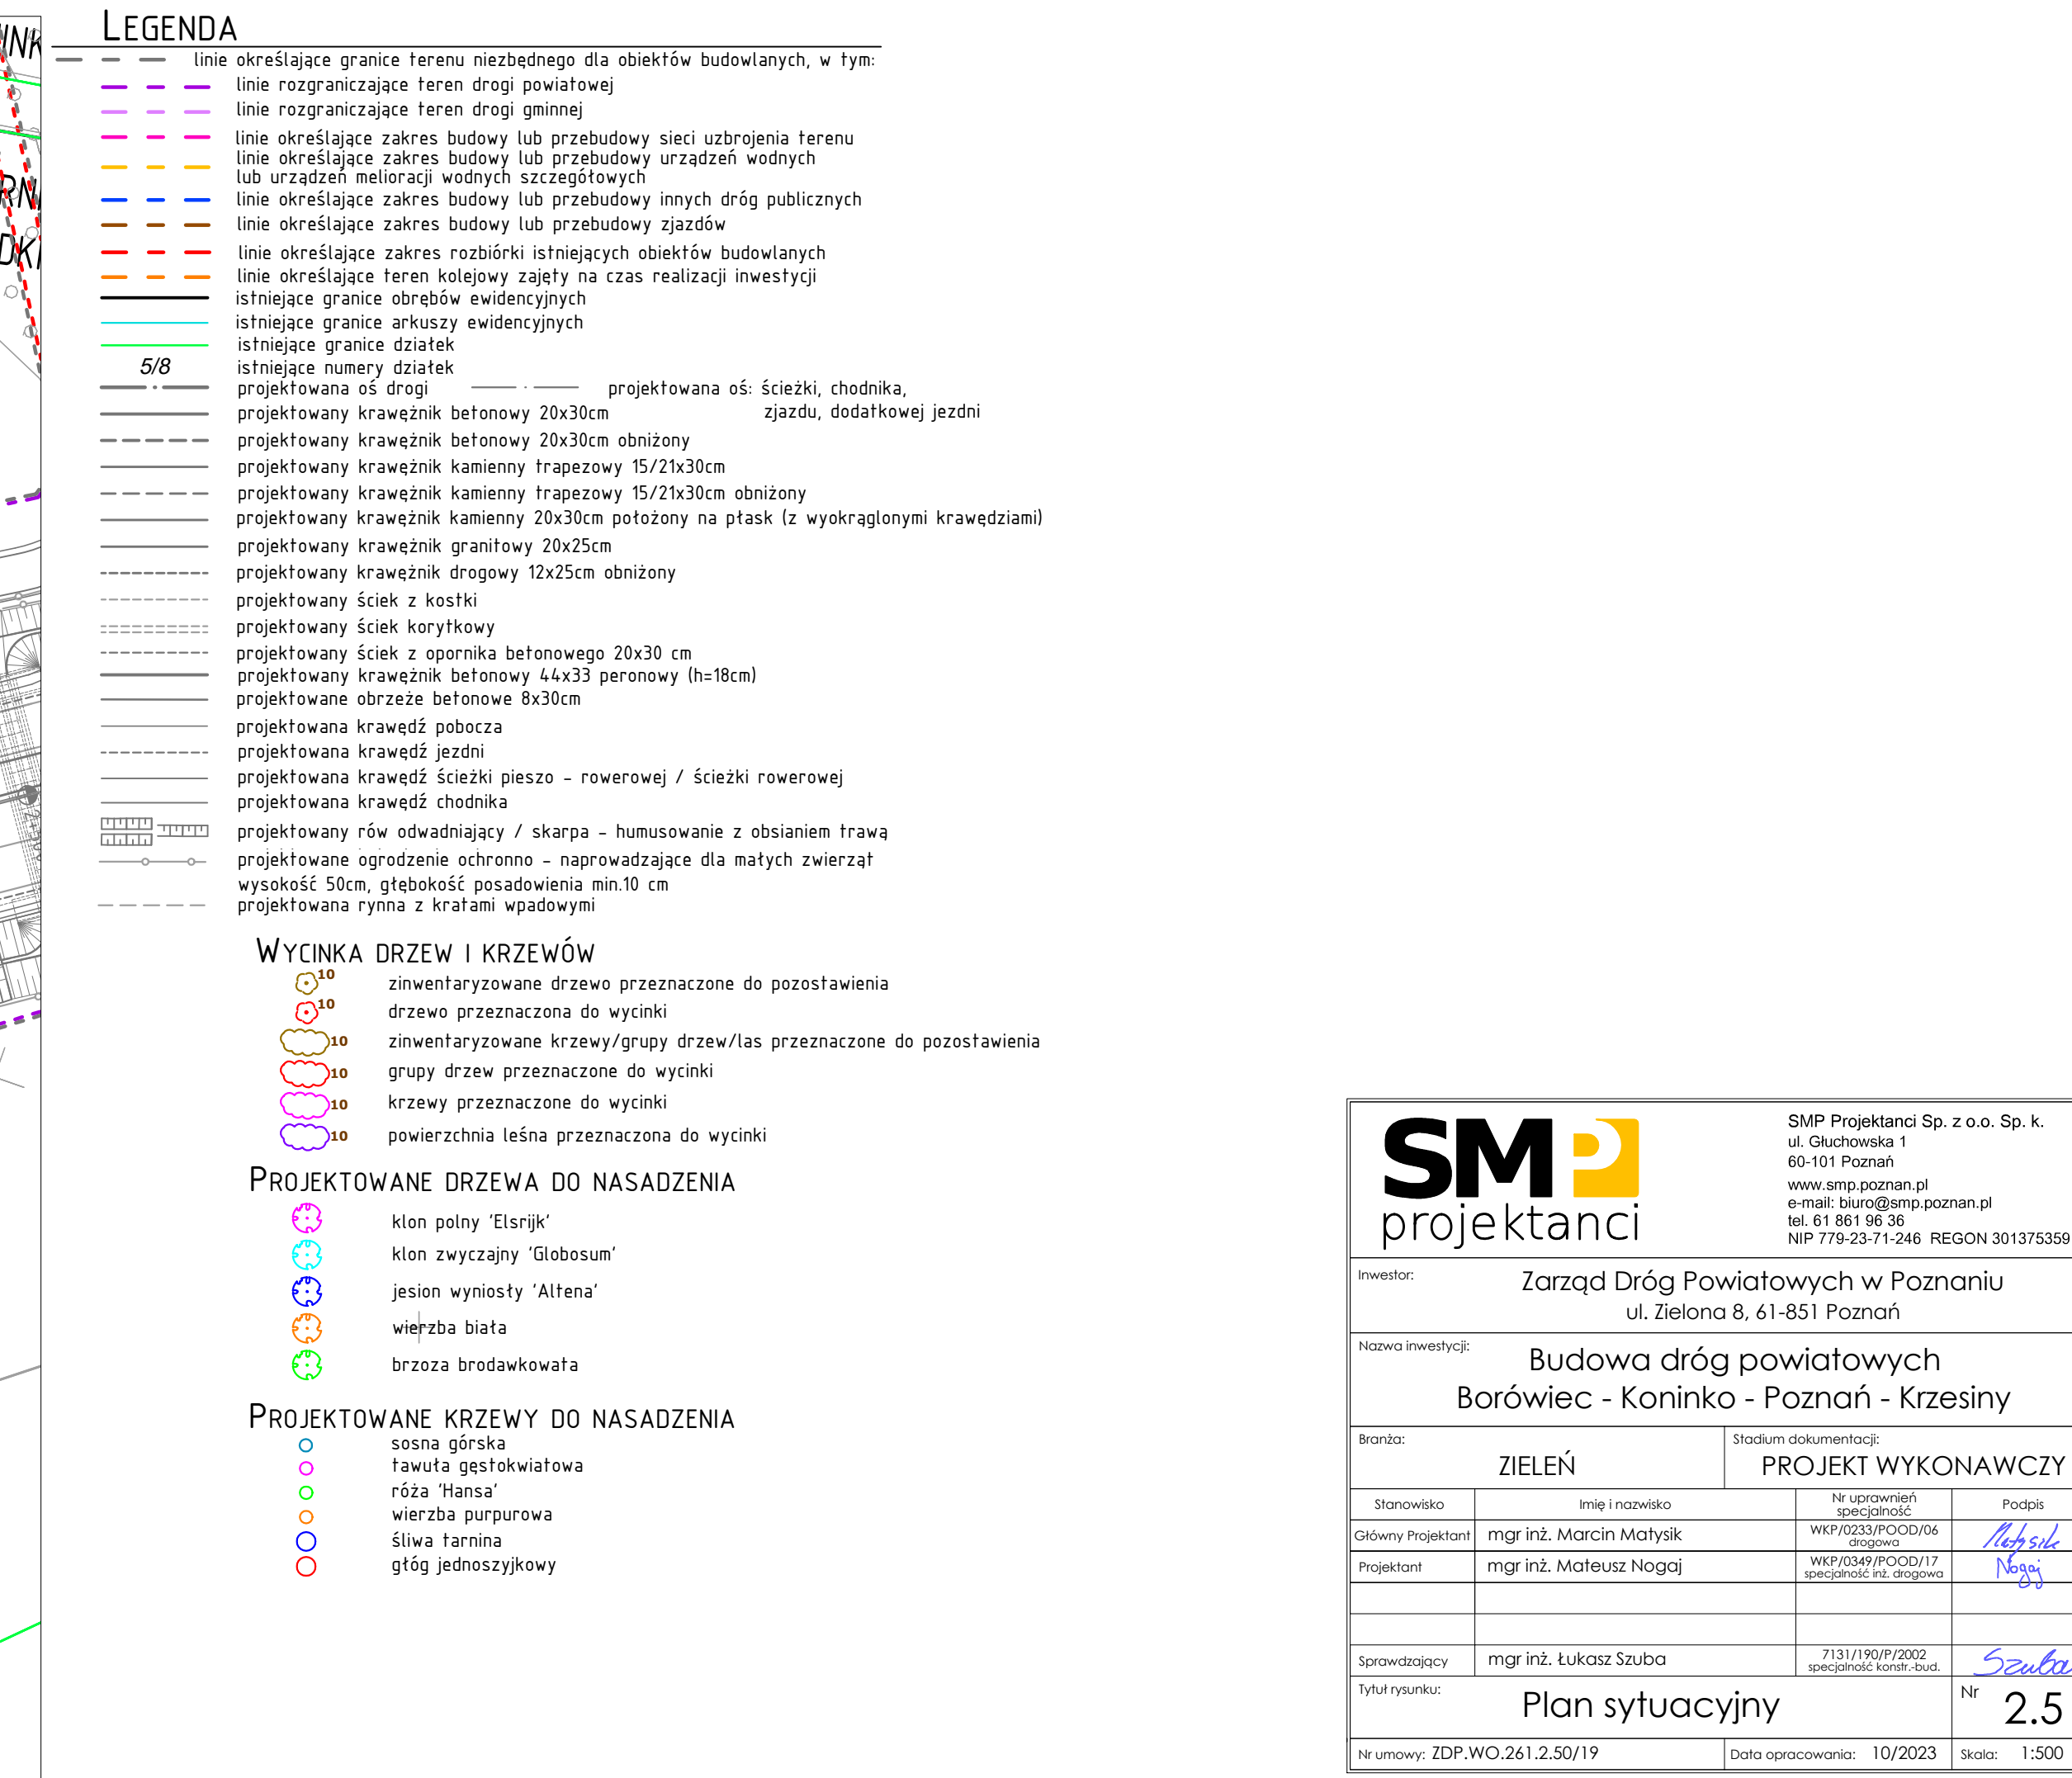 LEGENDA
linie określające granice terenu niezbędnego dla obiektów budowlanych, w tym:
linie rozgraniczające teren drogi powiatowej
linie rozgraniczające teren drogi gminnej
linie określające zakres budowy lub przebudowy sieci uzbrojenia terenu
linie określające zakres budowy lub przebudowy urządzeń wodnych
lub urządzeń melioracji wodnych szczegółowych
linie określające zakres budowy lub przebudowy innych dróg publicznych
linie określające zakres budowy lub przebudowy zjazdów
linie określające zakres rozbiórki istniejących obiektów budowlanych
linie określające teren kolejowy zajęty na czas realizacji inwestycji
istniejące granice obrębów ewidencyjnych
istniejące granice arkuszy ewidencyjnych
istniejące granice działek
5/8 istniejące numery działek
projektowana oś drogi projektowana oś: ścieżki, chodnika,
zjazdu, dodatkowej jezdni
projektowany krawężnik betonowy 20x30cm
projektowany krawężnik betonowy 20x30cm obniżony
projektowany krawężnik kamienny trapezowy 15/21x30cm
projektowany krawężnik kamienny trapezowy 15/21x30cm obniżony
projektowany krawężnik kamienny 20x30cm położony na płask (z wyokrąglonymi krawędziami)
projektowany krawężnik granitowy 20x25cm
projektowany krawężnik drogowy 12x25cm obniżony
projektowany ściek z kostki
projektowany ściek korytkowy
projektowany ściek z opornika betonowego 20x30 cm
projektowany krawężnik betonowy 44x33 peronowy (h=18cm)
projektowane obrzeże betonowe 8x30cm
projektowana krawędź pobocza
projektowana krawędź jezdni
projektowana krawędź ścieżki pieszo - rowerowej / ścieżki rowerowej
projektowana krawędź chodnika
projektowany rów odwadniający / skarpa - humusowanie z obsianiem trawą
projektowane ogrodzenie ochronno - naprowadzające dla małych zwierząt
wysokość 50cm, głębokość posadowienia min.10 cm
projektowana rynna z kratami wpadowymi
WYCINKA DRZEW I KRZEWÓW
10 zinwentaryzowane drzewo przeznaczone do pozostawienia
10 drzewo przeznaczona do wycinki
10 zinwentaryzowane krzewy/grupy drzew/las przeznaczone do pozostawienia
10 grupy drzew przeznaczone do wycinki
10 krzewy przeznaczone do wycinki
10 powierzchnia leśna przeznaczona do wycinki
PROJEKTOWANE DRZEWA DO NASADZENIA
klon polny 'Elsrijk'
klon zwyczajny 'Globosum'
jesion wyniosły 'Altena'
wierzba biała
brzoza brodawkowata
PROJEKTOWANE KRZEWY DO NASADZENIA
sosna górska
tawuła gęstokwiatowa
róża 'Hansa'
wierzba purpurowa
śliwa tarnina
głóg jednoszyjkowy
SMP
projektanci
SMP Projektanci Sp. z o.o. Sp. k.
ul. Głuchowska 1
60-101 Poznań
www.smp.poznan.pl
e-mail: biuro@smp.poznan.pl
tel. 61 861 96 36
NIP 779-23-71-246 REGON 301375359
Inwestor: Zarząd Dróg Powiatowych w Poznaniu
ul. Zielona 8, 61-851 Poznań
Nazwa inwestycji: Budowa dróg powiatowych
Borówiec - Koninko - Poznań - Krzesiny
Branża: ZIELEŃ
Stadium dokumentacji: PROJEKT WYKONAWCZY
Stanowisko Imię i nazwisko Nr uprawnień specjalność Podpis
Główny Projektant mgr inż. Marcin Matysik WKP/0233/POOD/06 drogowa Matysik
Projektant mgr inż. Mateusz Nogaj WKP/0349/POOD/17 specjalność inż. drogowa Nogaj
Sprawdzający mgr inż. Łukasz Szuba 7131/190/P/2002 specjalność konstr.-bud. Szuba
Tytuł rysunku: Plan sytuacyjny Nr 2.5
Nr umowy: ZDP.WO.261.2.50/19 Data opracowania: 10/2023 Skala: 1:500